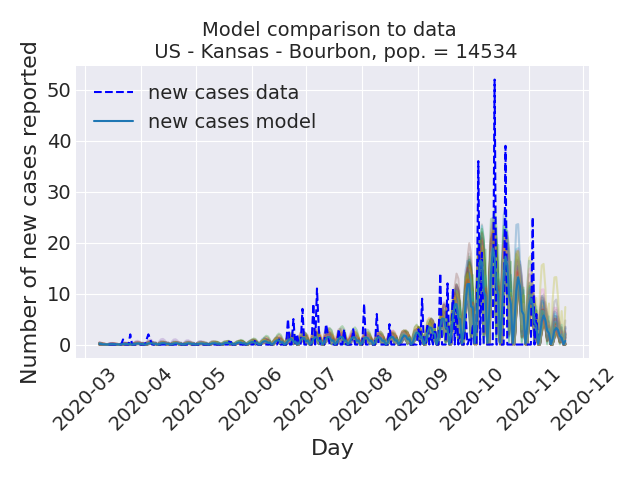 Model comparison to data
US - Kansas - Bourbon, pop. = 14534
Number of new cases reported
50
40
30
20
10
0
new cases data
new cases model
2020-03
2020-04
2020-05
2020-06
2020-07
2020-08
2020-09
2020-10
2020-11
2020-12
Day